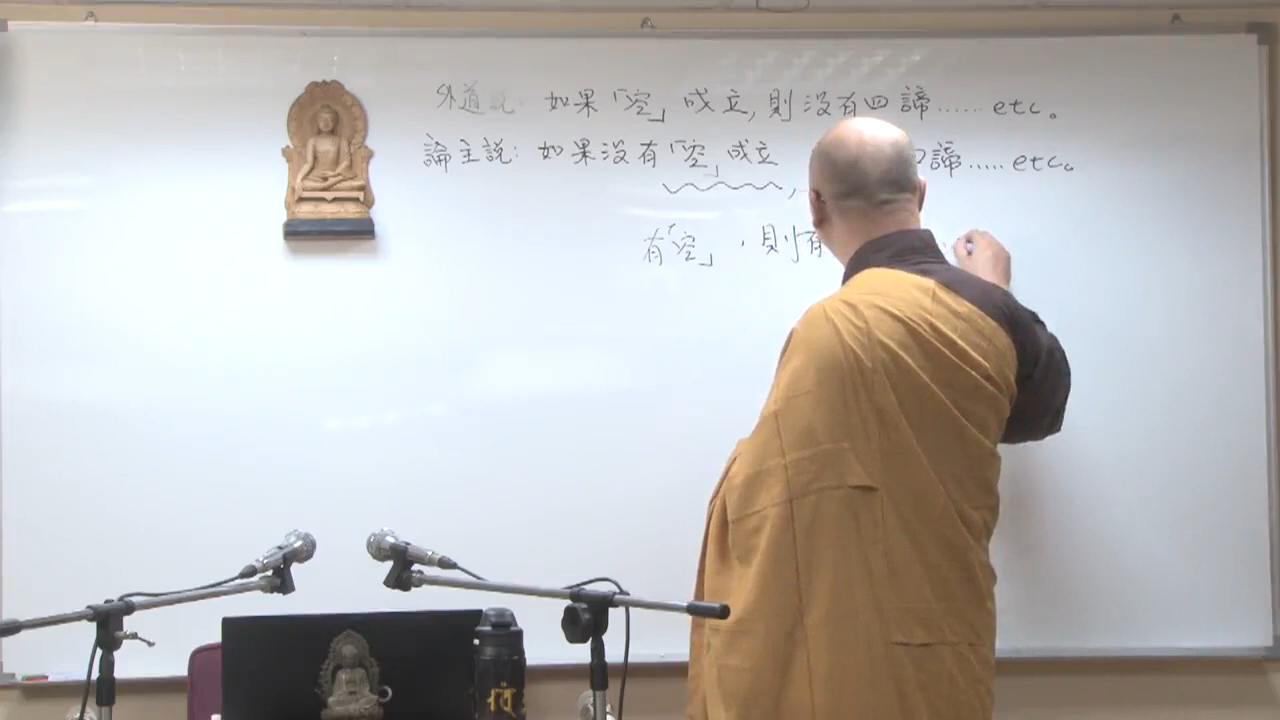 外道說: 如果「空」成立,則沒有四諦......etc。
論主說: 如果沒有「空」成立, 諦.....etc。
有「空」,則有